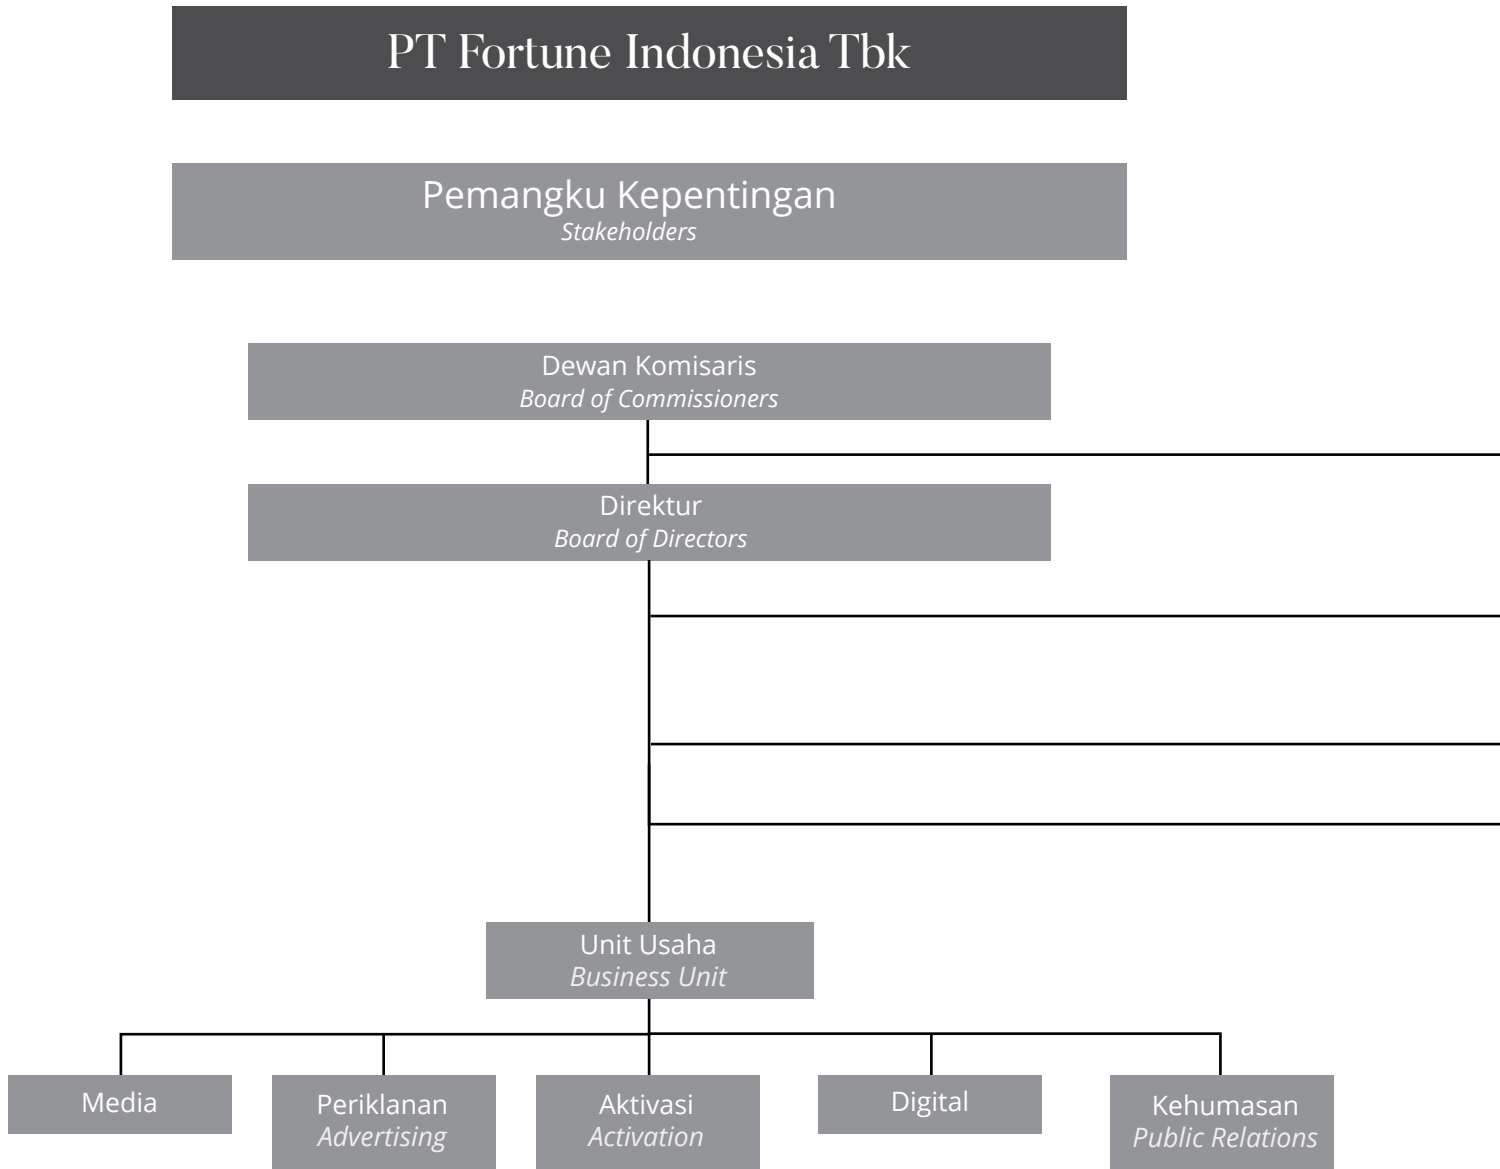 PT Fortune Indonesia Tbk
Pemangku Kepentingan
Stakeholders
Dewan Komisaris
Board of Commissioners
Direktur
Board of Directors
Unit Usaha
Business Unit
Media
Periklanan
Advertising
Aktivasi
Activation
Digital
Kehumasan
Public Relations